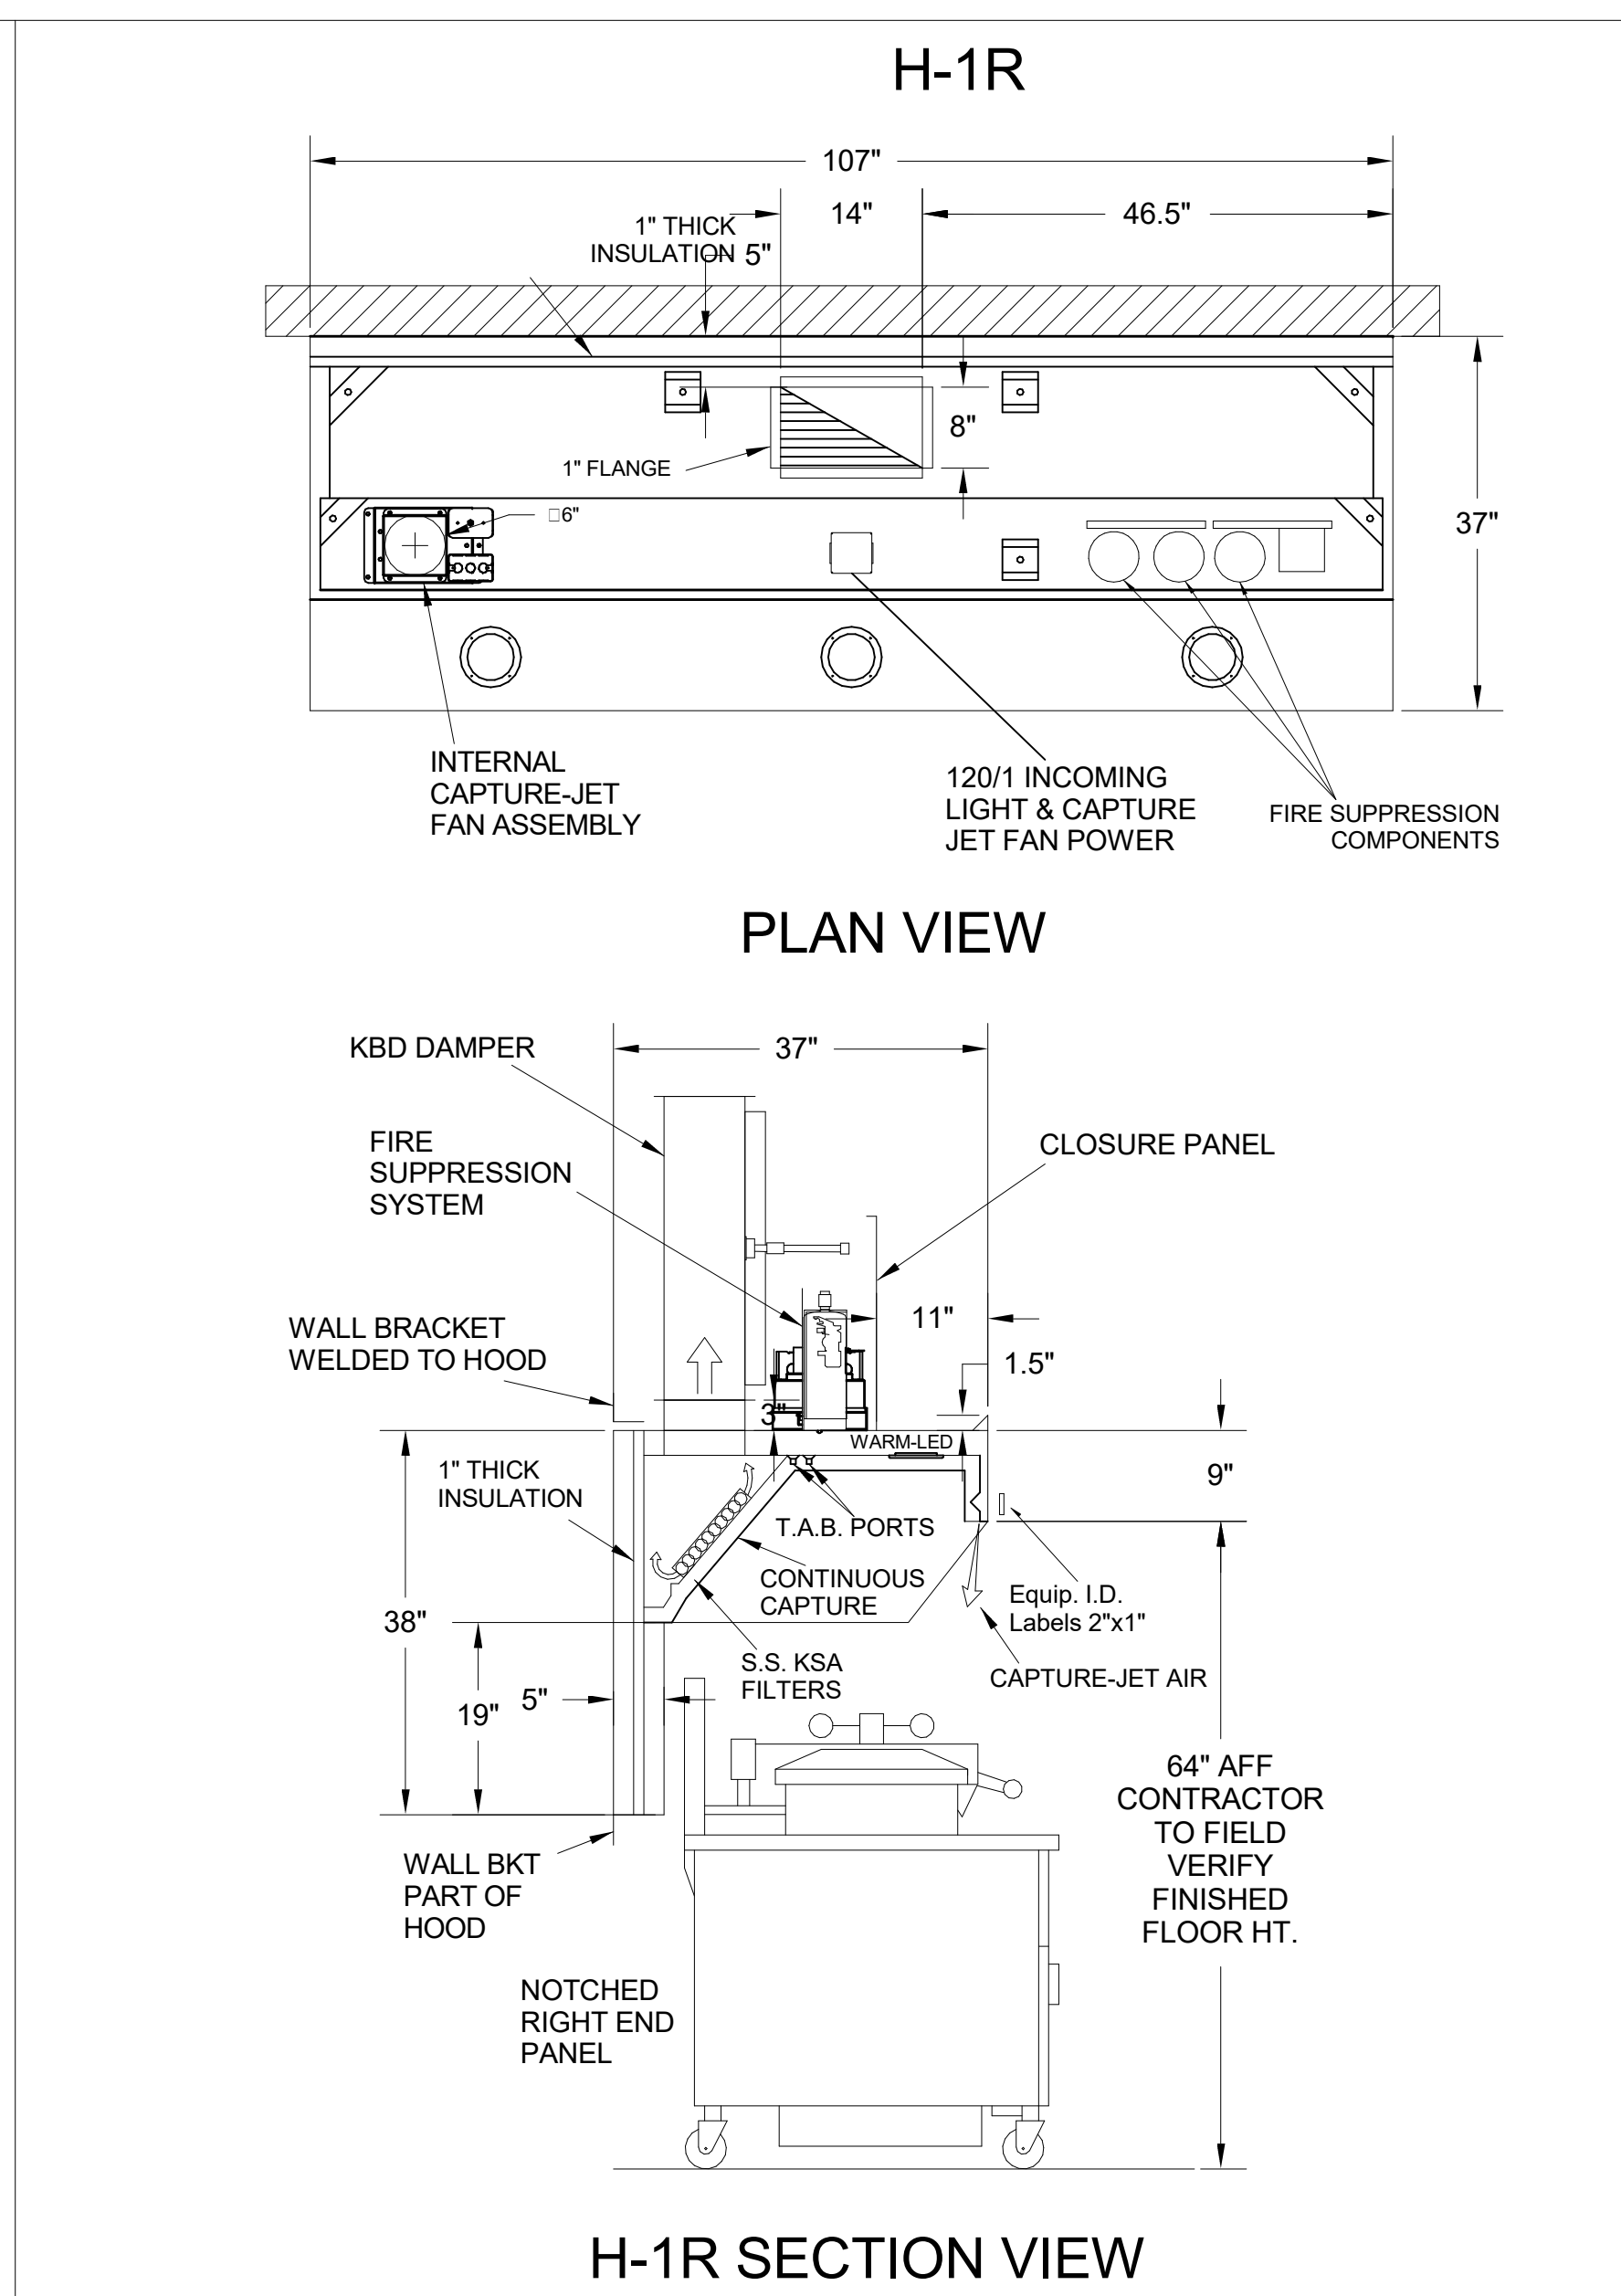 H-1R
107"
14"
46.5"
1" THICK
INSULATION
5"
8"
1" FLANGE
□6"
37"
INTERNAL
CAPTURE-JET
FAN ASSEMBLY
120/1 INCOMING
LIGHT & CAPTURE
JET FAN POWER
FIRE SUPPRESSION
COMPONENTS
PLAN VIEW
37"
KBD DAMPER
FIRE
SUPPRESSION
SYSTEM
CLOSURE PANEL
11"
WALL BRACKET
WELDED TO HOOD
1.5"
3"
WARM-LED
1" THICK
INSULATION
9"
T.A.B. PORTS
CONTINUOUS
CAPTURE
Equip. I.D.
Labels 2"x1"
38"
S.S. KSA
FILTERS
CAPTURE-JET AIR
19"
5"
64" AFF
CONTRACTOR
TO FIELD
VERIFY
FINISHED
FLOOR HT.
WALL BKT
PART OF
HOOD
NOTCHED
RIGHT END
PANEL
H-1R SECTION VIEW